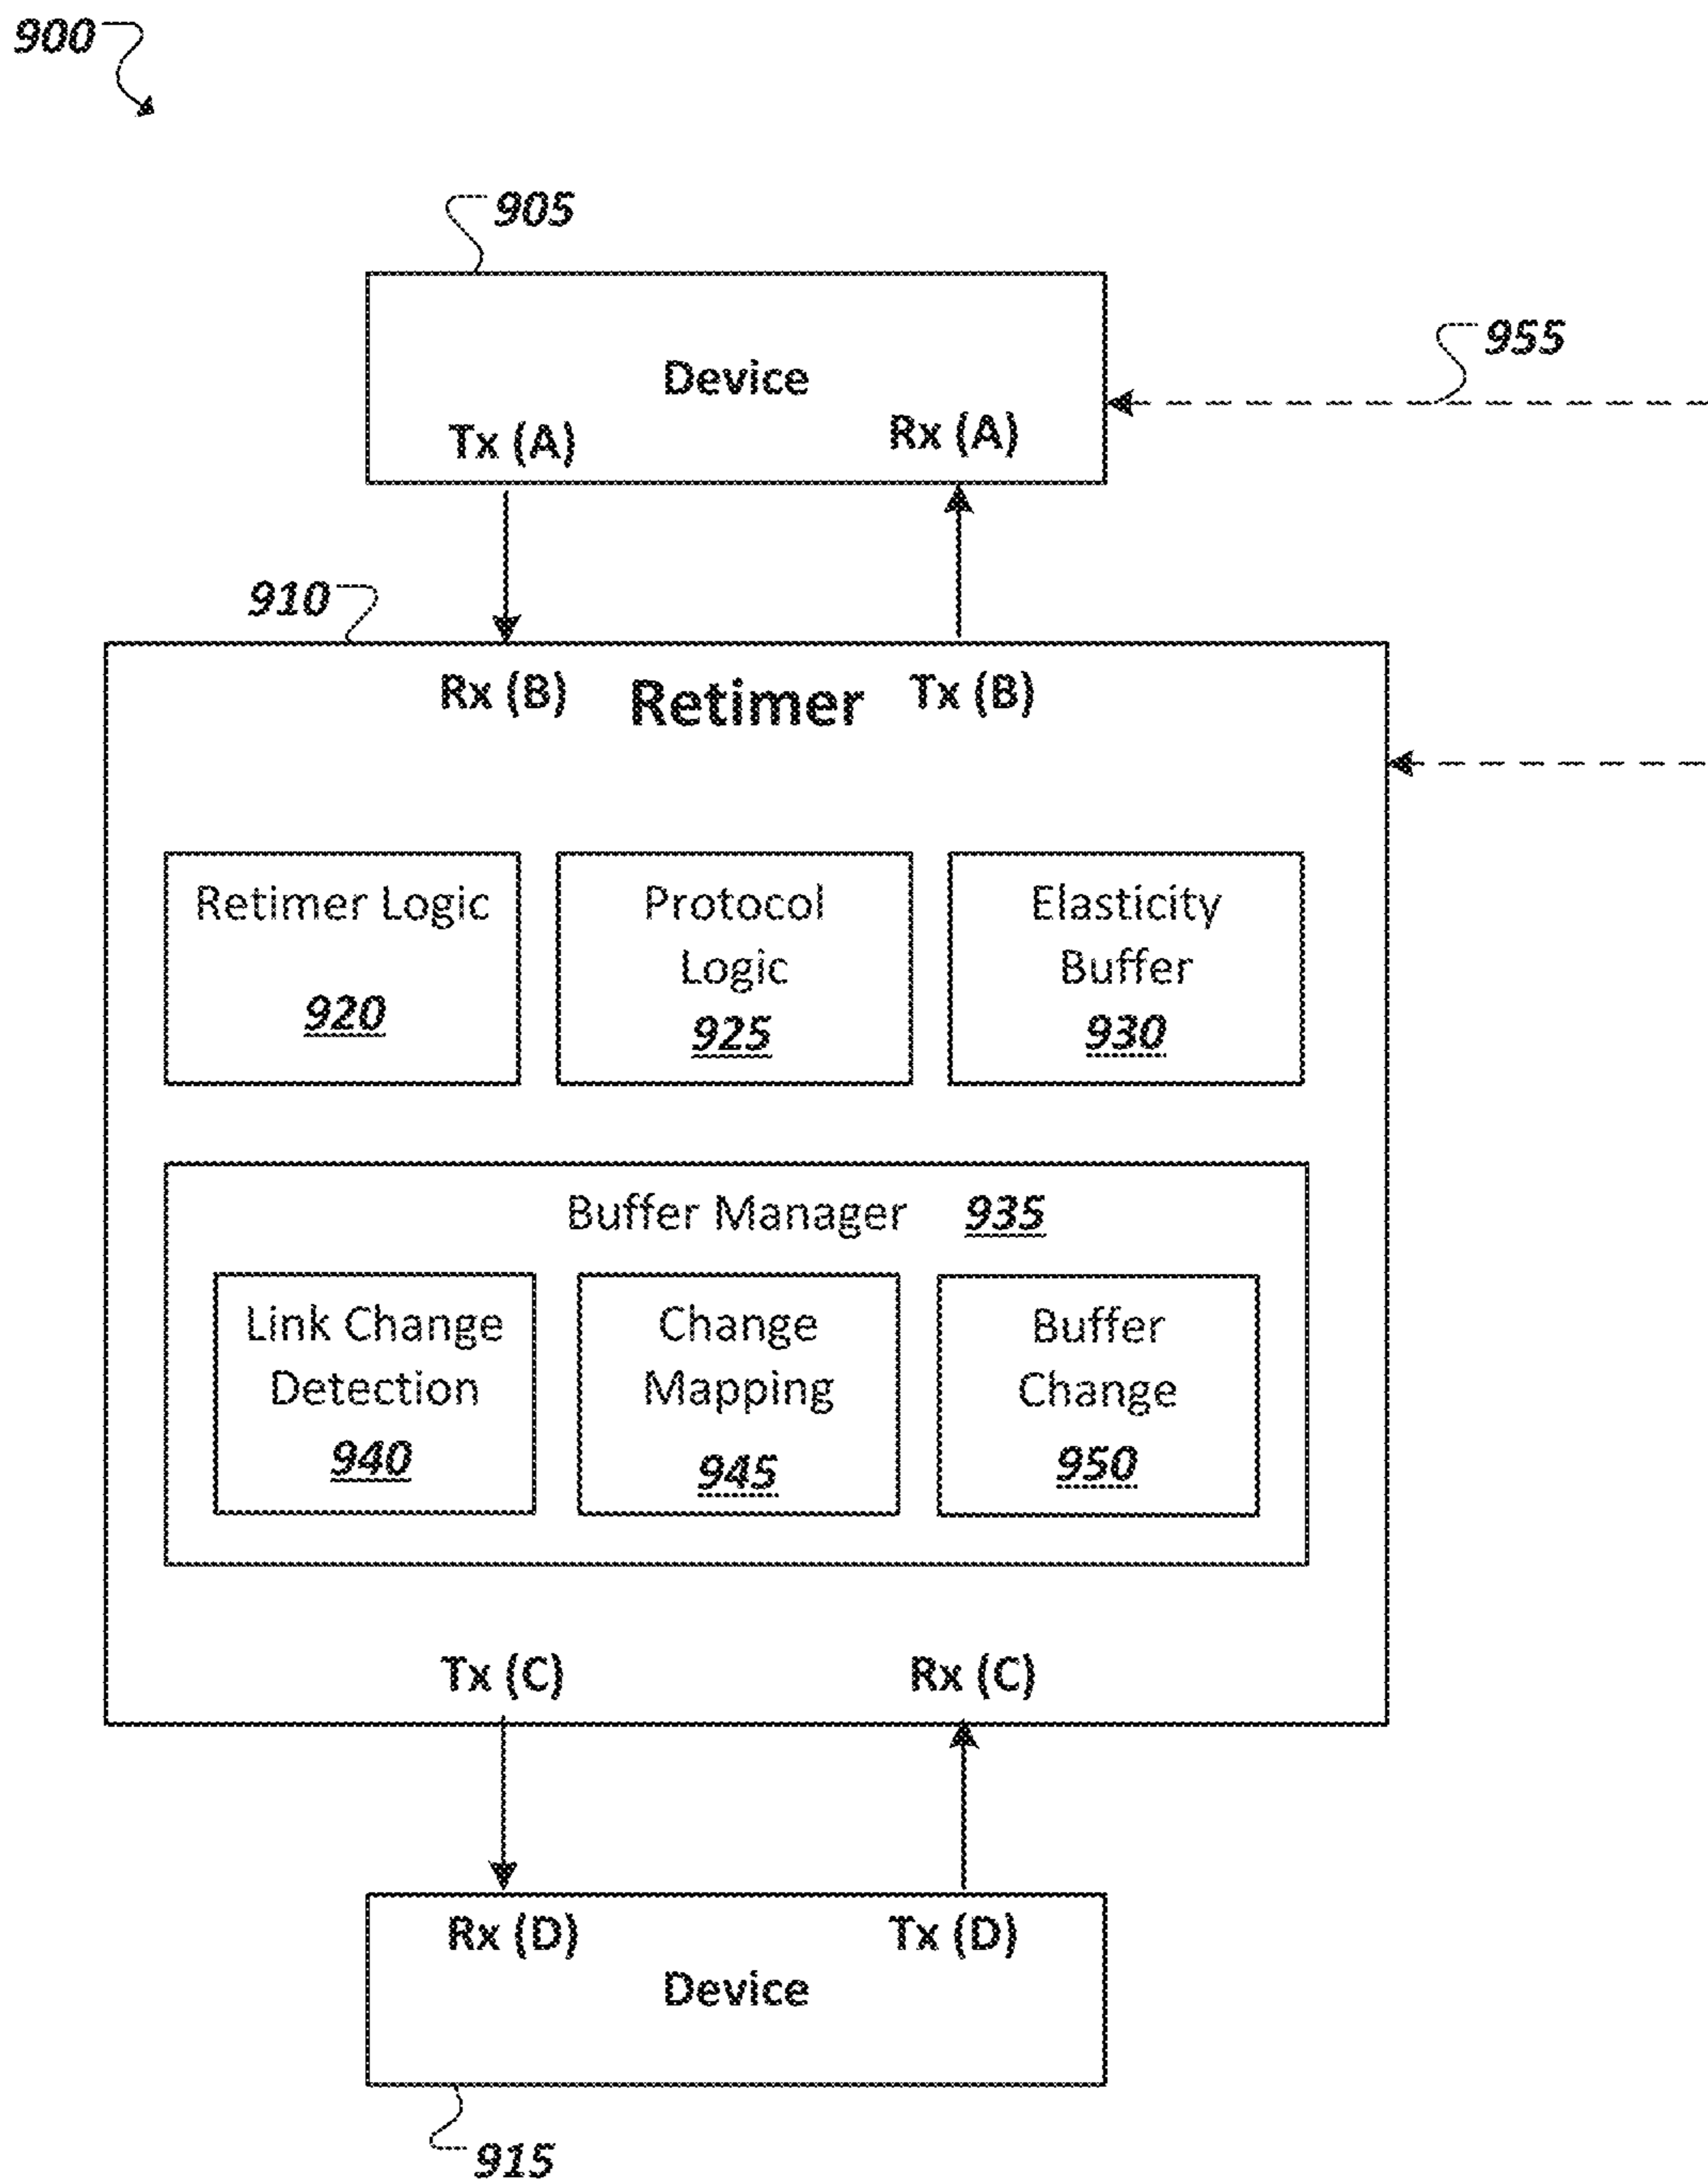 900
905
955
Device
Tx (A) Rx (A)
910
Rx (B) Retimer Tx (B)
Retimer Logic
920
Protocol
Logic
925
Elasticity
Buffer
930
Buffer Manager 935
Link Change
Detection
940
Change
Mapping
945
Buffer
Change
950
Tx (C) Rx (C)
Rx (D) Tx (D)
Device
915